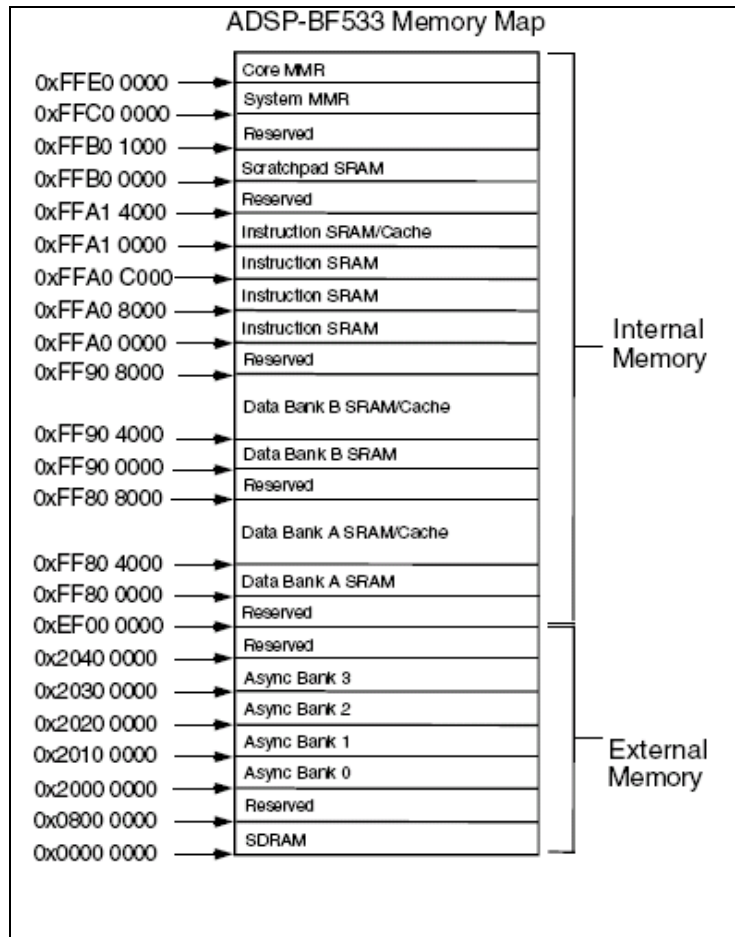 ADSP-BF533 Memory Map
Core MMR
0xFFE0 0000
System MMR
0xFFC0 0000
Reserved
0xFFB0 1000
Scratchpad SRAM
0xFFB0 0000
Reserved
0xFFA1 4000
Instruction SRAM/Cache
0xFFA1 0000
Instruction SRAM
0xFFA0 C000
Instruction SRAM
0xFFA0 8000
Instruction SRAM
0xFFA0 0000
Reserved
0xFF90 8000
Data Bank B SRAM/Cache
0xFF90 4000
Data Bank B SRAM
0xFF90 0000
Reserved
0xFF80 8000
Data Bank A SRAM/Cache
0xFF80 4000
Data Bank A SRAM
0xFF80 0000
Reserved
0xEF00 0000
Reserved
0x2040 0000
Async Bank 3
0x2030 0000
Async Bank 2
0x2020 0000
Async Bank 1
0x2010 0000
Async Bank 0
0x2000 0000
Reserved
0x0800 0000
SDRAM
0x0000 0000
Internal
Memory
External
Memory